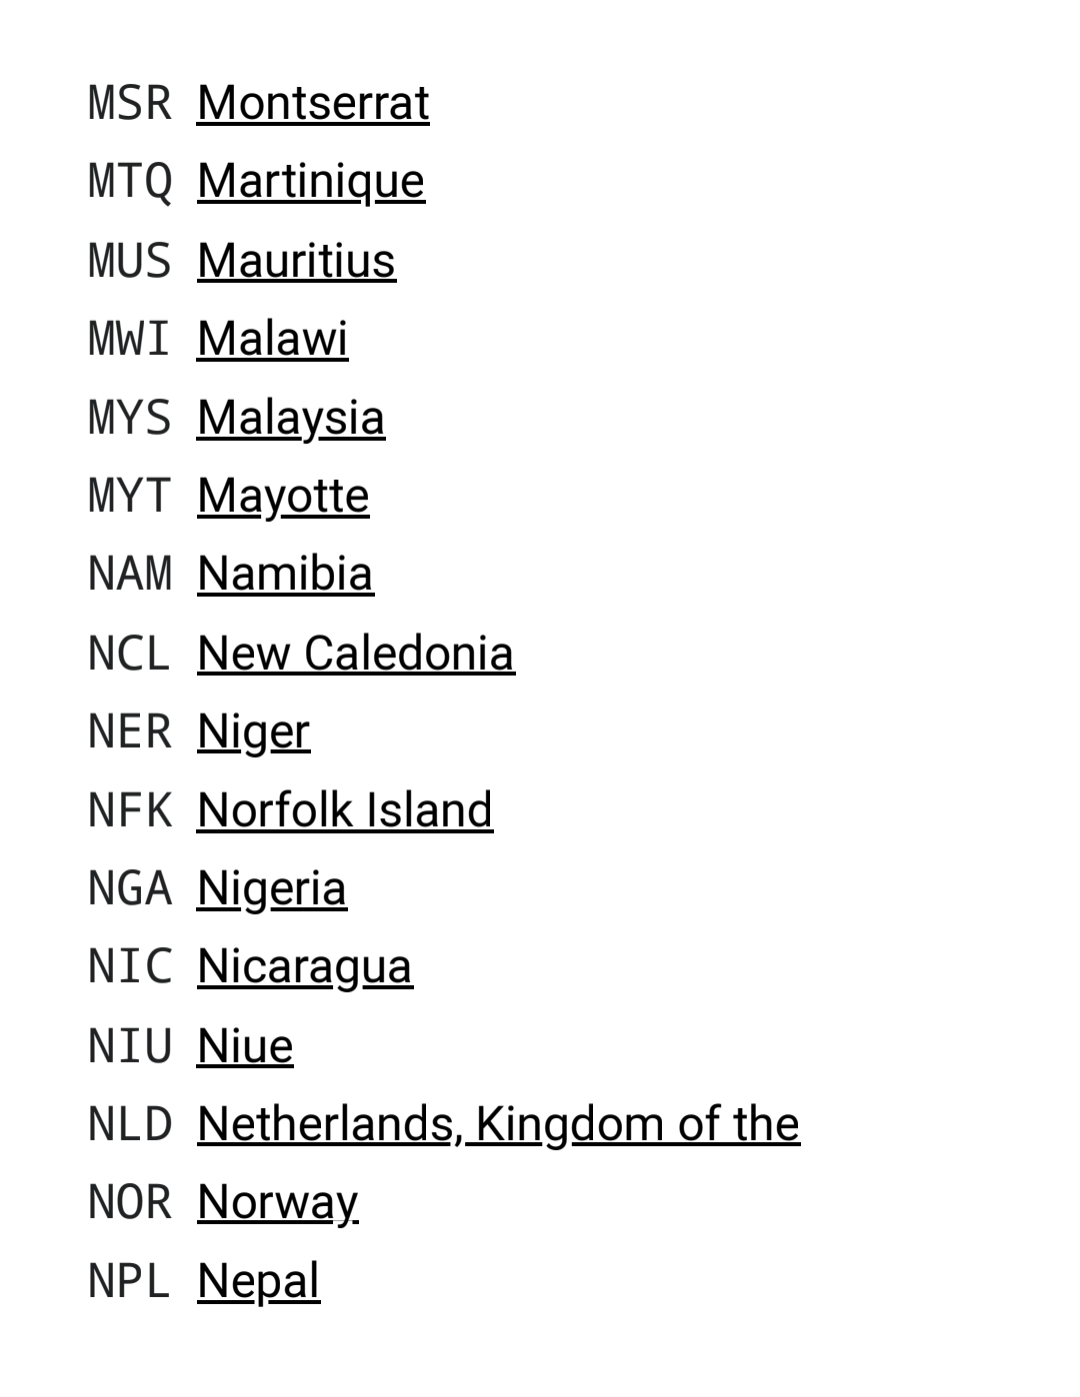 MSR Montserrat
MTQ Martinique
MUS Mauritius
MWI Malawi
MYS Malaysia
MYT Mayotte
NAM Namibia
NCL New Caledonia
NER Niger
NFK Norfolk Island
NGA Nigeria
NIC Nicaragua
NIU Niue
NLD Netherlands, Kingdom of the
NOR Norway
NPL Nepal